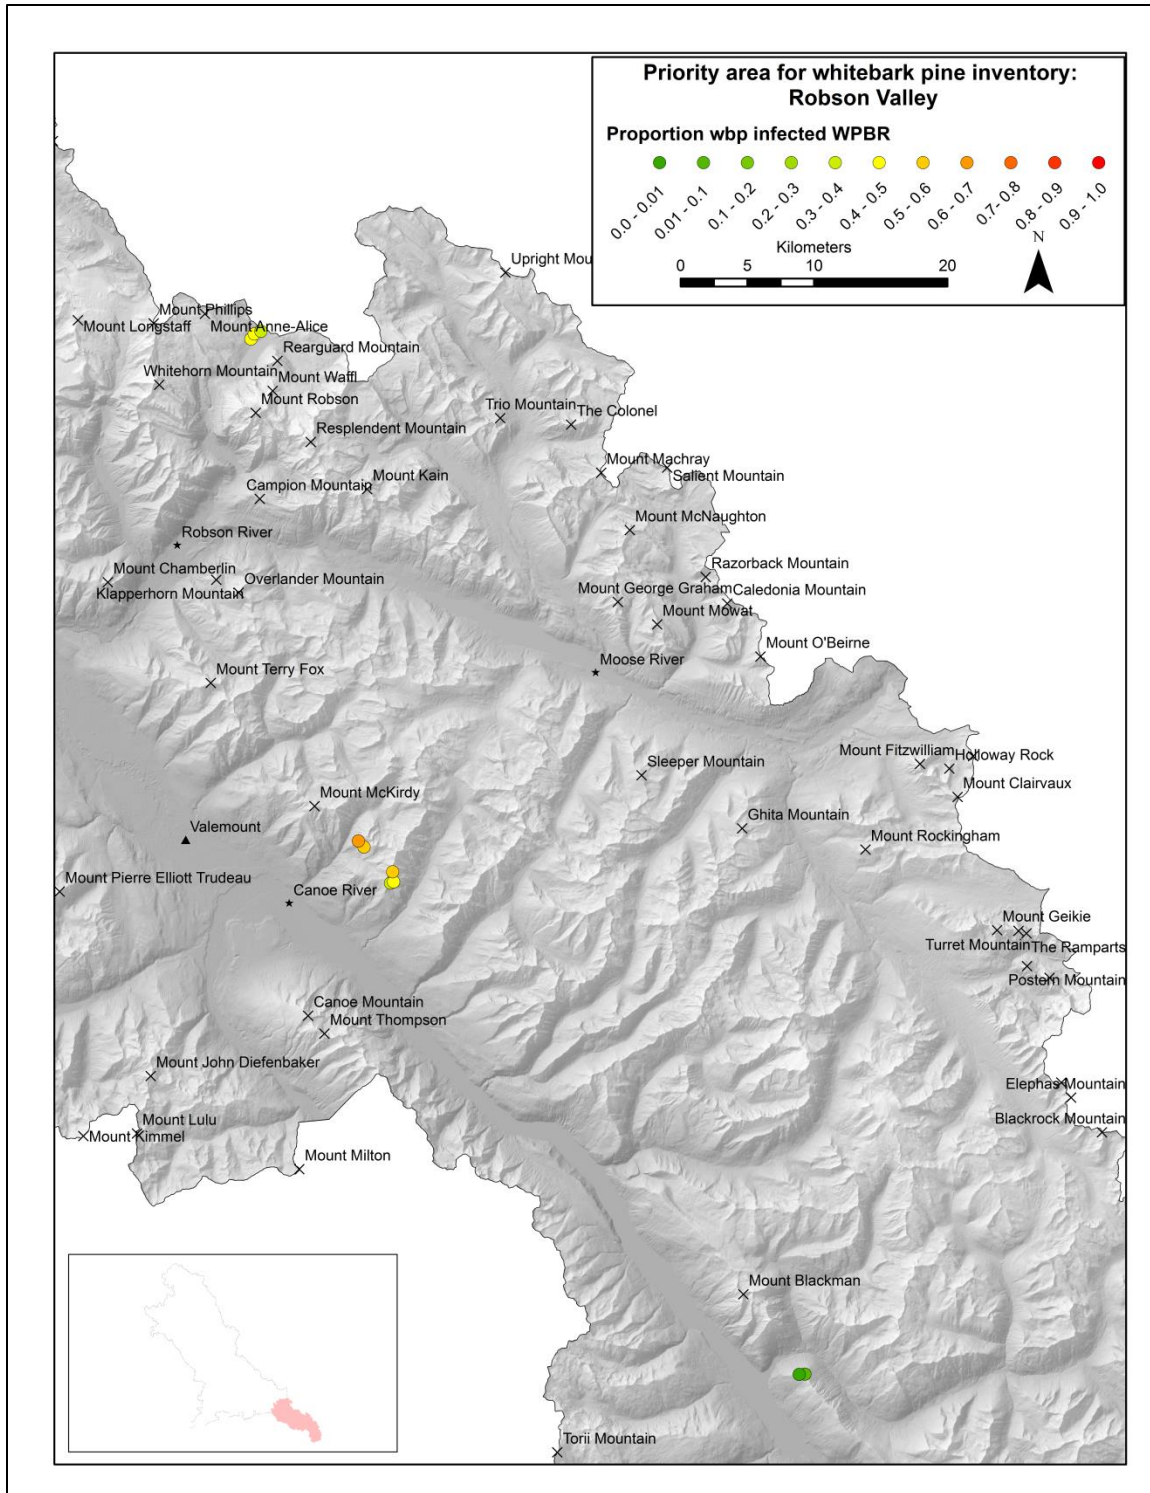 Priority area for whitebark pine inventory:
Robson Valley
Proportion wbp infected WPBR
0.0 - 0.01
0.01 - 0.1
0.1 - 0.2
0.2 - 0.3
0.3 - 0.4
0.4 - 0.5
0.5 - 0.6
0.6 - 0.7
0.7 - 0.8
0.8 - 0.9
0.9 - 1.0
Kilometers
N
0 5 10 20
Upright Mou
Mount Phillips
Mount Longstaff
Mount Anne-Alice
Rearguard Mountain
Whitehorn Mountain
Mount Waffl
Mount Robson
Trio Mountain
The Colonel
Resplendent Mountain
Mount Machray
Salient Mountain
Mount Kain
Campion Mountain
Mount McNaughton
Robson River
Razorback Mountain
Mount Chamberlin
Overlander Mountain
Klapperhorn Mountain
Mount George Graham
Caledonia Mountain
Mount Mowat
Mount O'Beirne
Moose River
Mount Terry Fox
Mount Fitzwilliam
Holloway Rock
Sleeper Mountain
Mount Clairvaux
Mount McKirdy
Ghita Mountain
Valemount
Mount Rockingham
Mount Pierre Elliott Trudeau
Canoe River
Mount Geikie
Turret Mountain
The Ramparts
Postern Mountain
Canoe Mountain
Mount Thompson
Mount John Diefenbaker
Elephas Mountain
Mount Lulu
Blackrock Mountain
Mount Kimmel
Mount Milton
Mount Blackman
Torii Mountain